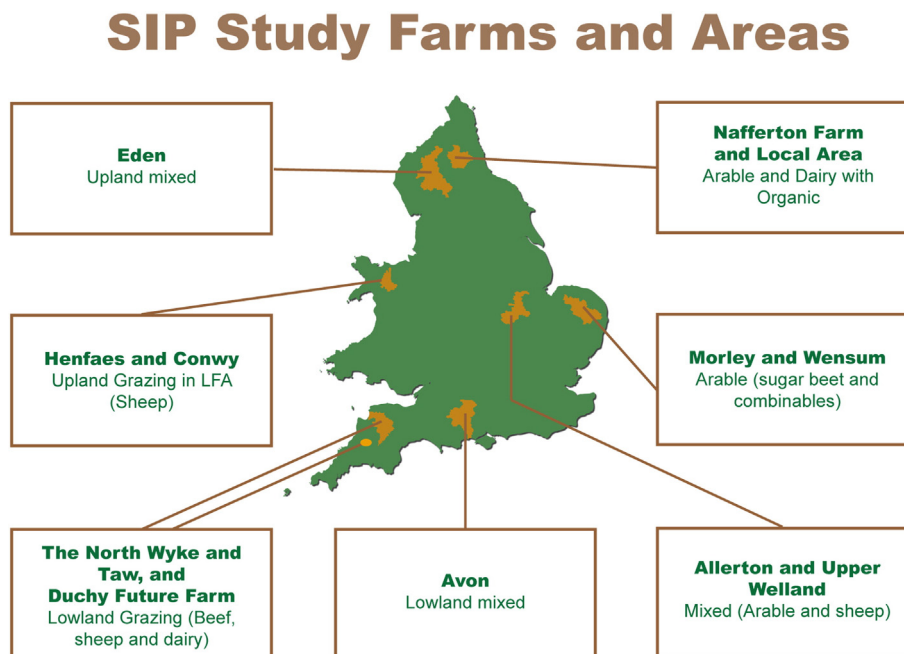 SIP Study Farms and Areas
Eden
Upland mixed
Nafferton Farm
and Local Area
Arable and Dairy with
Organic
Henfaes and Conwy
Upland Grazing in LFA
(Sheep)
Morley and Wensum
Arable (sugar beet and
combinables)
The North Wyke and
Taw, and
Duchy Future Farm
Lowland Grazing (Beef,
sheep and dairy)
Avon
Lowland mixed
Allerton and Upper
Welland
Mixed (Arable and sheep)